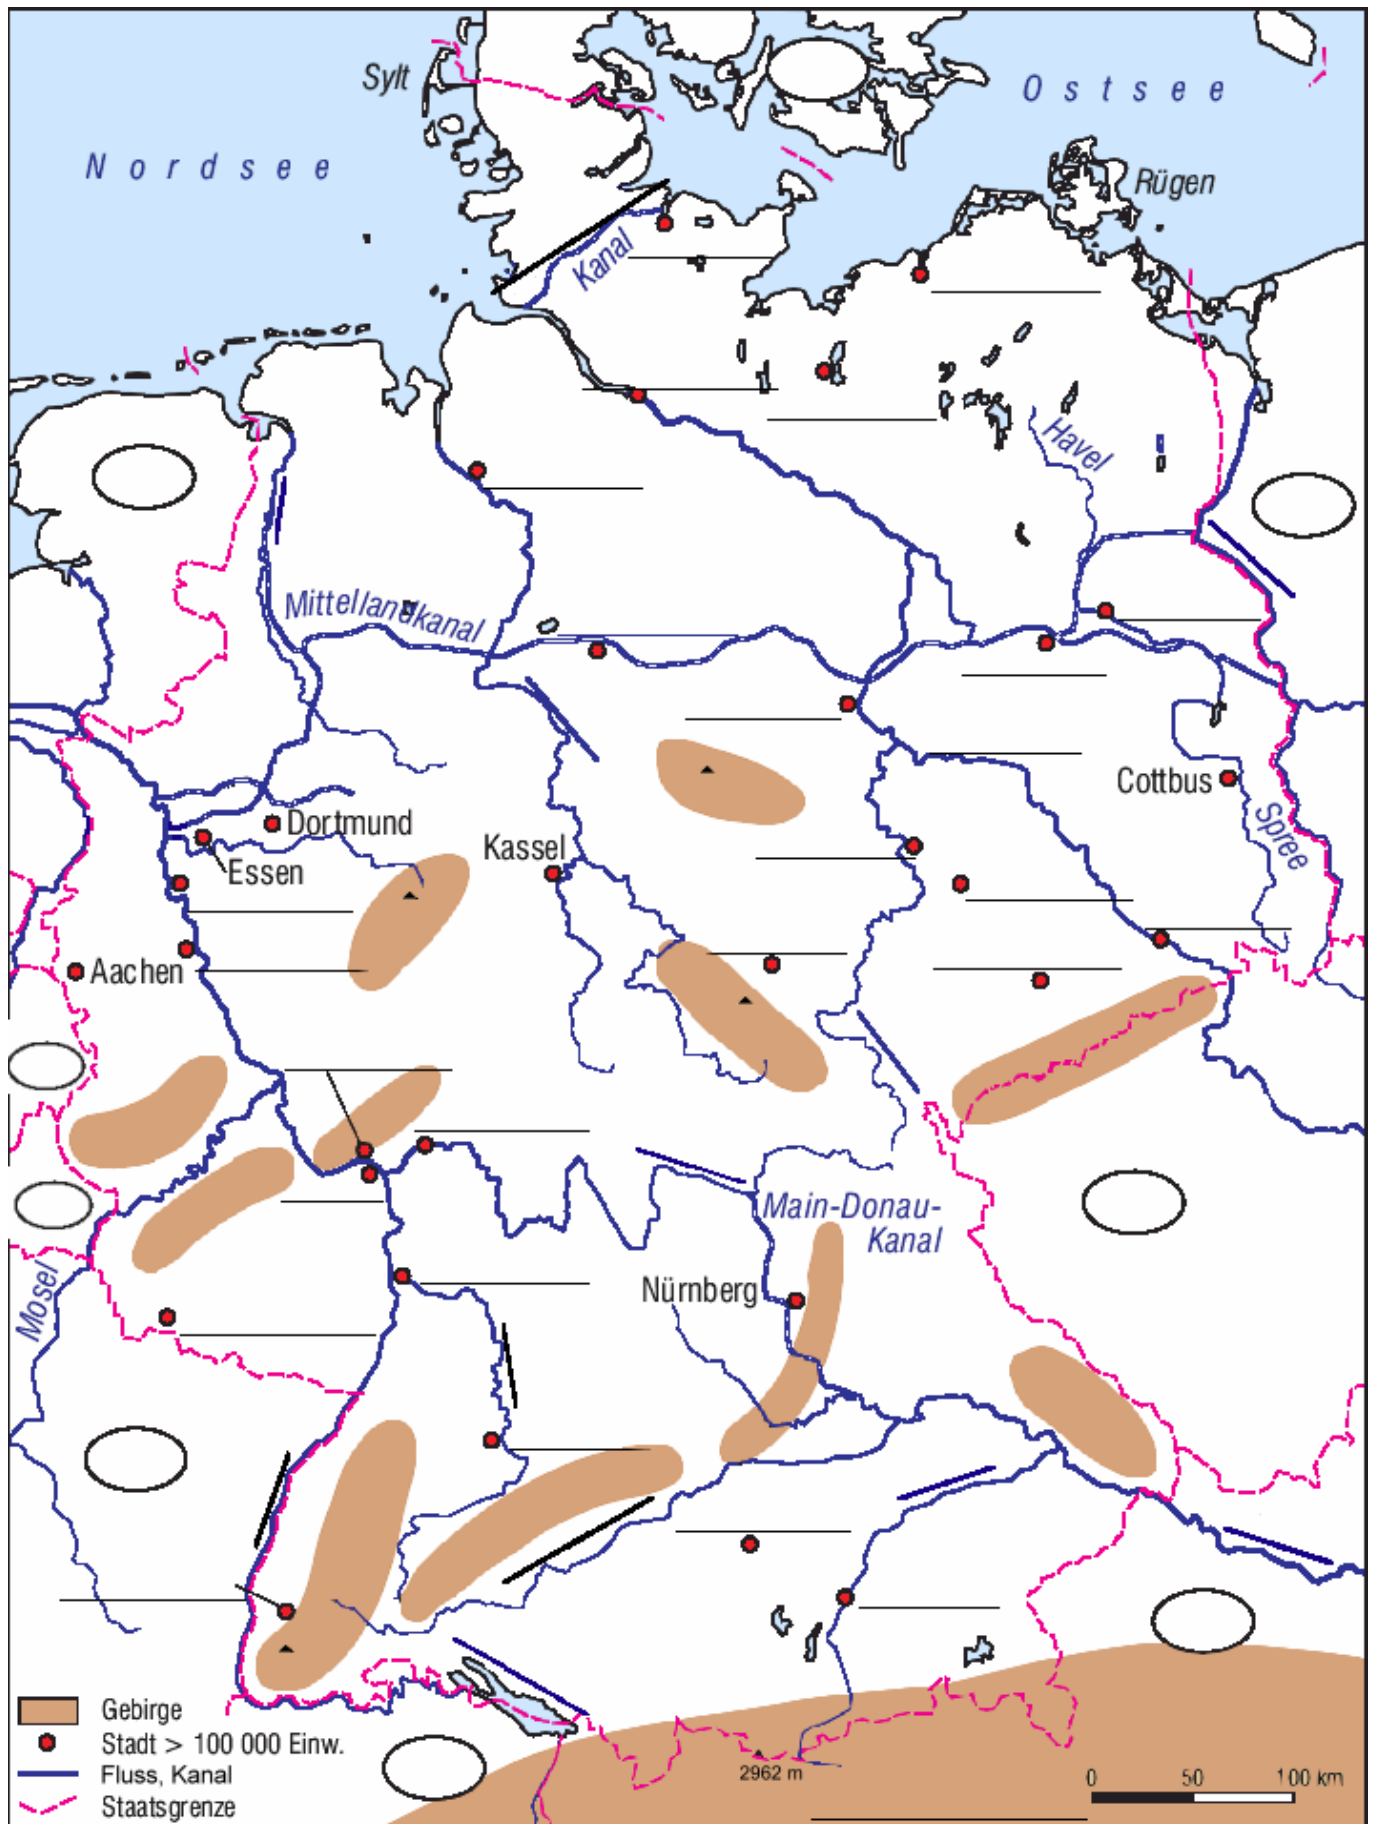 Sylt
Ostsee
Nordsee
Rügen
Kanal
Havel
Mittellandkanal
Cottbus
Dortmund
Spree
Kassel
Essen
Aachen
Main-Donau-
Kanal
Mosel
Nürnberg
Gebirge
Stadt > 100 000 Einw.
Fluss, Kanal
Staatsgrenze
2962 m
0 50 100 km